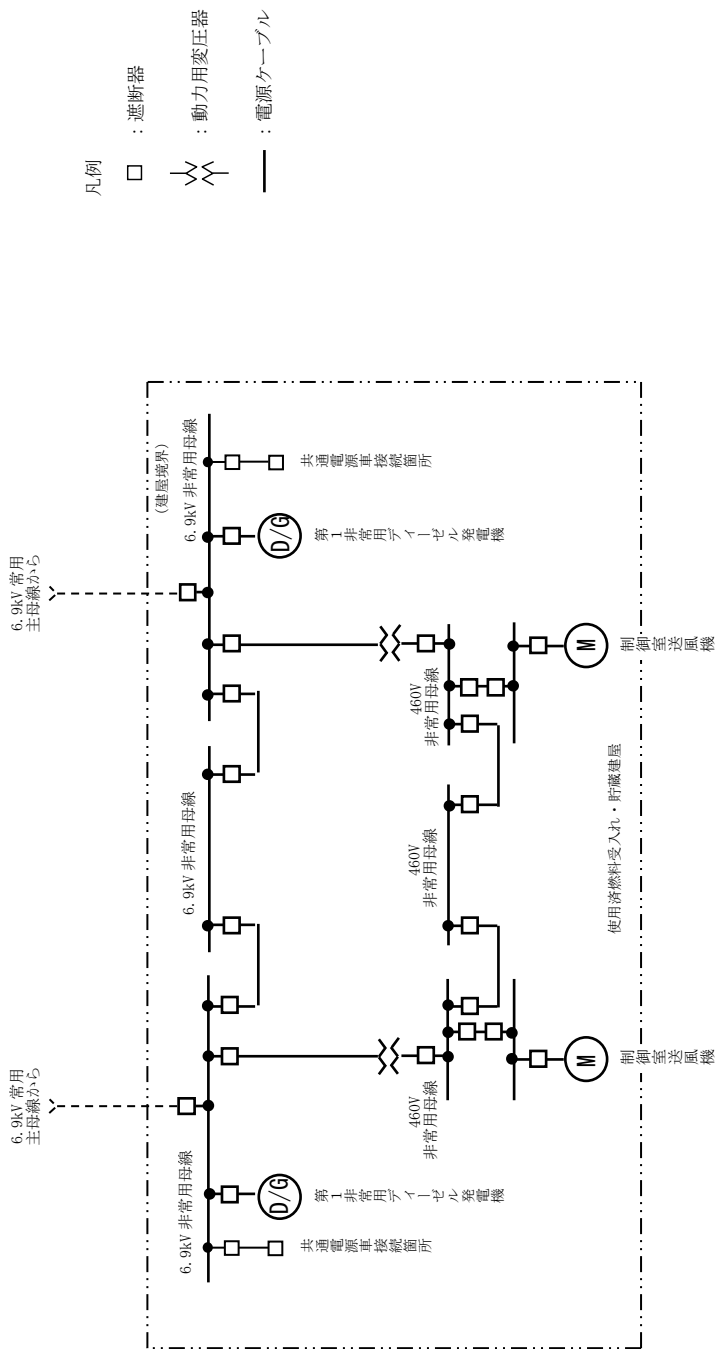 6.9kV 常用
主母線から
6.9kV 常用
主母線から
(建屋境界)
6.9kV 非常用母線
6.9kV 非常用母線
6.9kV 非常用母線
共通電源車接続箇所
第1非常用ディーゼル発電機
D/G
第1非常用ディーゼル発電機
D/G
共通電源車接続箇所
460V
非常用母線
460V
非常用母線
460V
非常用母線
M
制御室送風機
M
制御室送風機
使用済燃料受入れ・貯蔵建屋
凡例
：遮断器
：動力用変圧器
：電源ケーブル